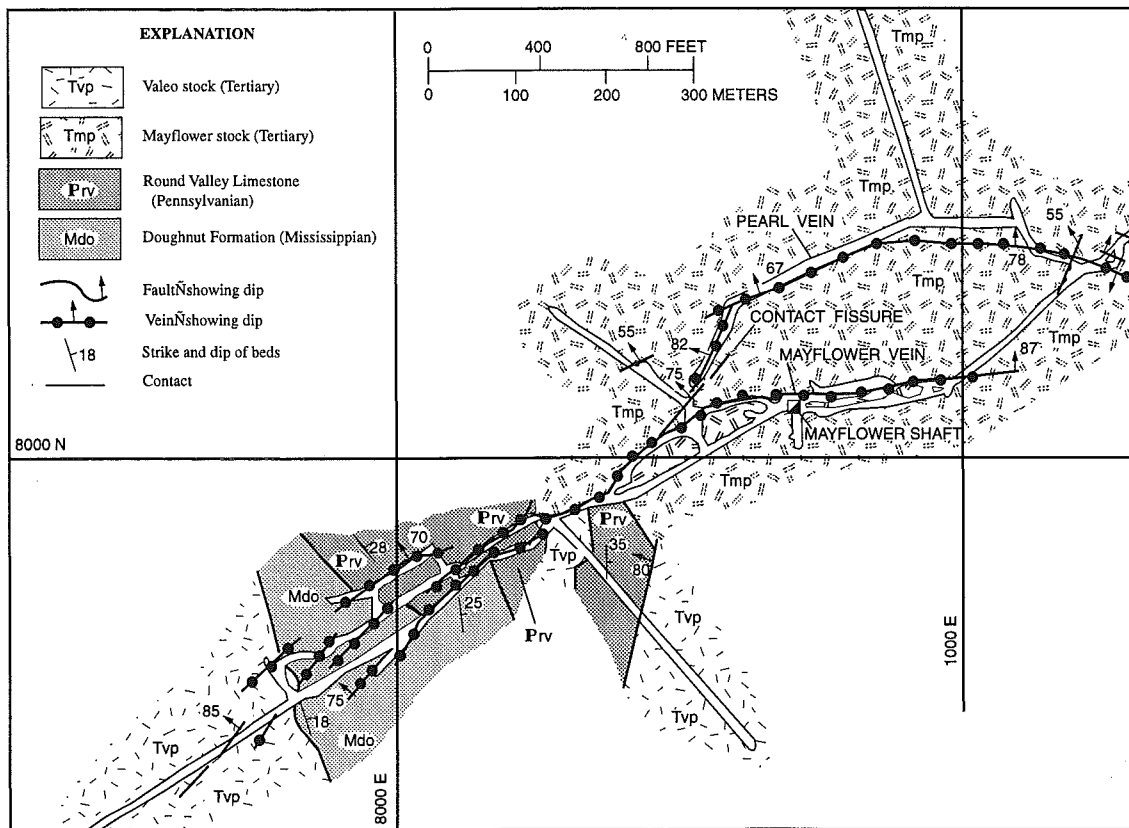 EXPLANATION
Tvp
Valeo stock (Tertiary)
Tmp
Mayflower stock (Tertiary)
Prv
Round Valley Limestone
(Pennsylvanian)
Mdo
Doughnut Formation (Mississippian)
FaultÑshowing dip
VeinÑshowing dip
18
Strike and dip of beds
Contact
0 400 800 FEET
0 100 200 300 METERS
Tmp
Tmp
Tmp
PEARL VEIN
55
78
67
Tmp
CONTACT FISSURE
55
82
MAYFLOWER VEIN
Tmp
87
75
Tmp
MAYFLOWER SHAFT
8000 N
Tmp
Prv
Prv
70
28
35
Prv
Tvp
80
Mdo
25
Prv
Tvp
1000 E
75
85
18
Tvp
Mdo
Tvp
8000 E
Tvp